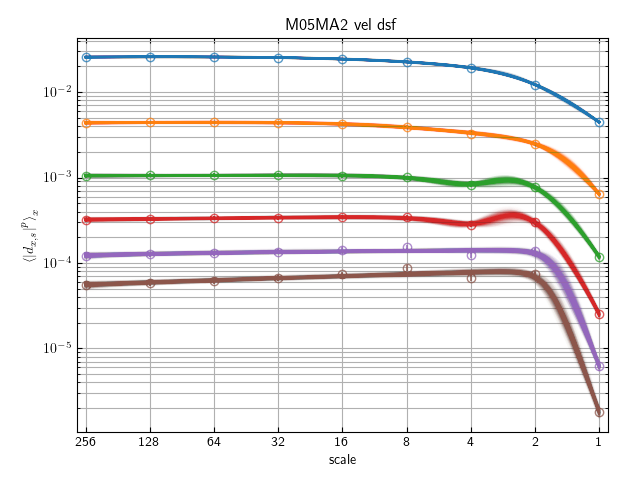 M05MA2 vel dsf
⟨|d_{x,s}|^p⟩_x
10^{-2}
10^{-3}
10^{-4}
10^{-5}
256 128 64 32 16 8 4 2 1
scale